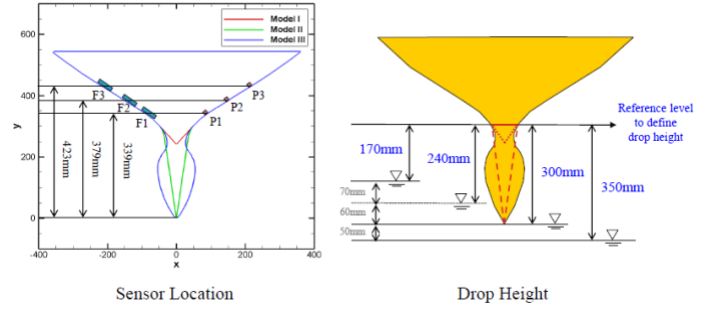 Model I
Model II
Model III
600
400
200
0
y
-400
-200
0
200
400
x
F3
F2
F1
P3
P2
P1
423mm
379mm
339mm
Sensor Location
Reference level
to define
drop height
170mm
240mm
300mm
350mm
70mm
60mm
50mm
Drop Height